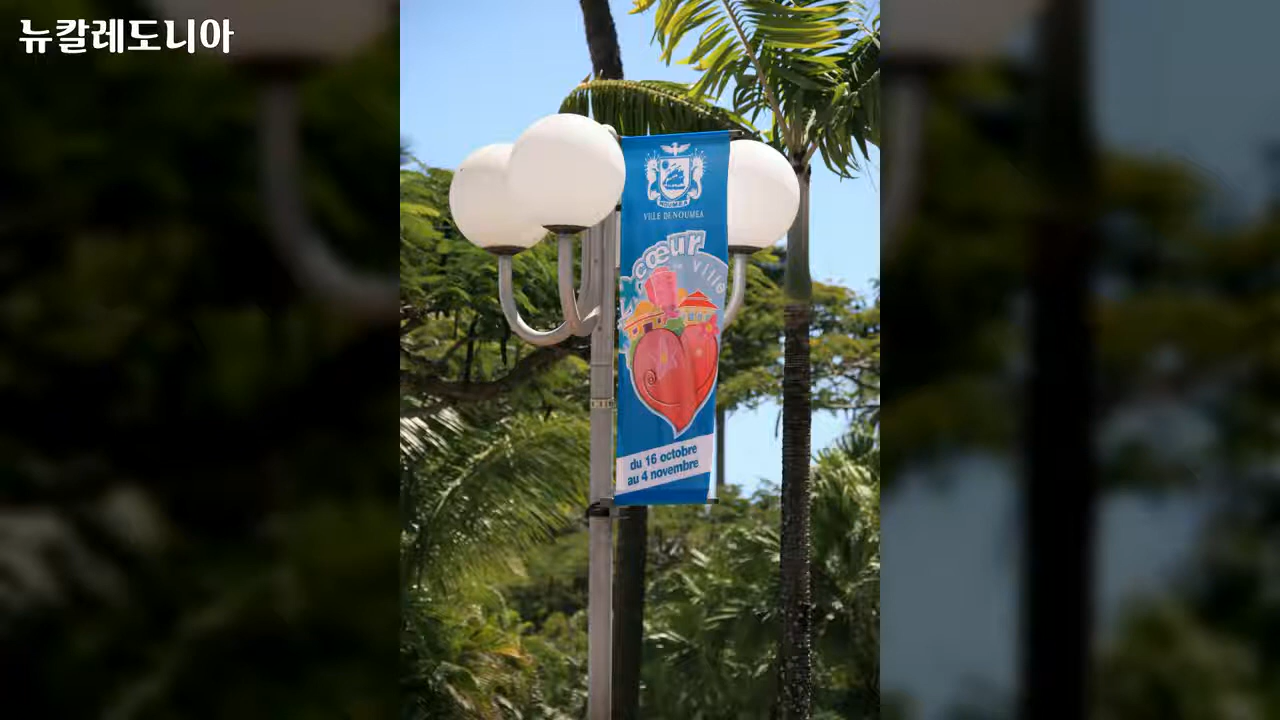 뉴칼레도니아
NOUMEA
VILLE DE NOUMEA
cœur
ville
du 16 octobre
au 4 novembre